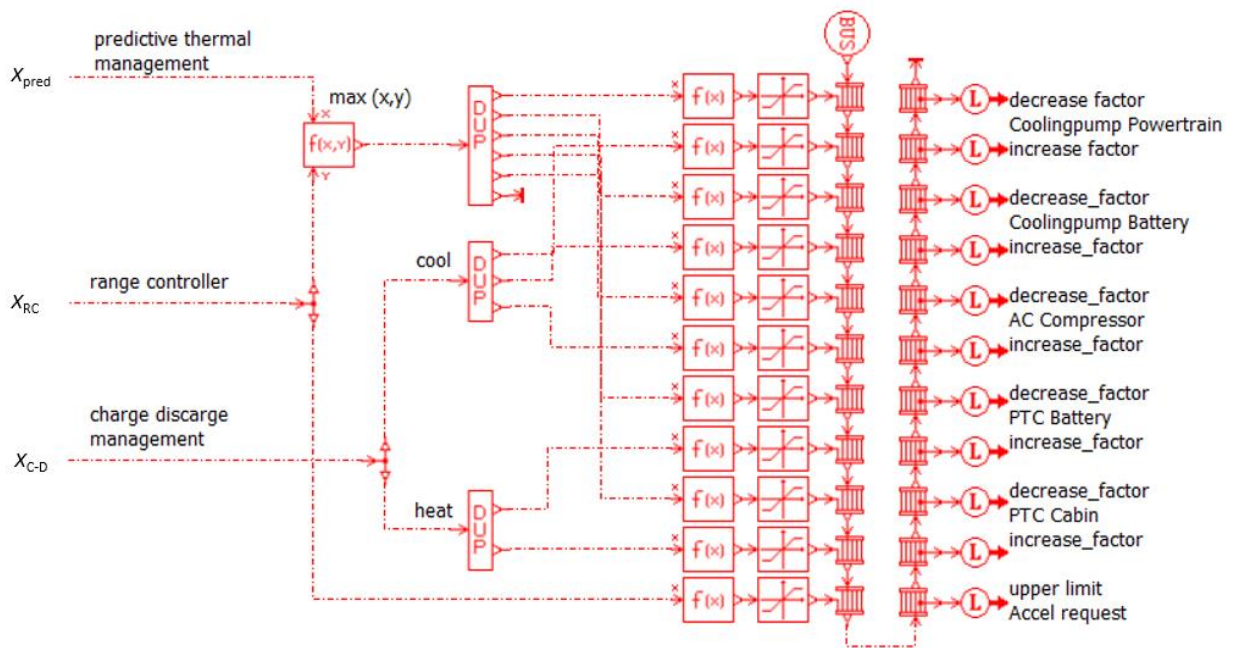 predictive thermal
management
Xpred
max (x,y)
X
f(X,Y)
Y
DUP
range controller
XRC
cool
DUP
charge discarge
management
XC-D
heat
DUP
BUS
x
f(x)
L
decrease factor
Coolingpump Powertrain
x
f(x)
L
increase factor
x
f(x)
L
decrease_factor
Coolingpump Battery
x
f(x)
L
increase_factor
x
f(x)
L
decrease_factor
AC Compressor
x
f(x)
L
increase_factor
x
f(x)
L
decrease_factor
PTC Battery
x
f(x)
L
increase_factor
x
f(x)
L
decrease_factor
PTC Cabin
x
f(x)
L
increase_factor
x
f(x)
L
upper limit
Accel request